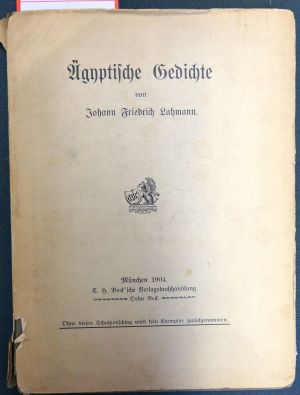 Ägyptische Gedichte
von
Johann Friedrich Lahmann.
München 1904.
C. H. Beck'sche Verlagsbuchhandlung
Oskar Beck.
Ohne diesen Schutzumschlag wird kein Exemplar zurückgenommen.